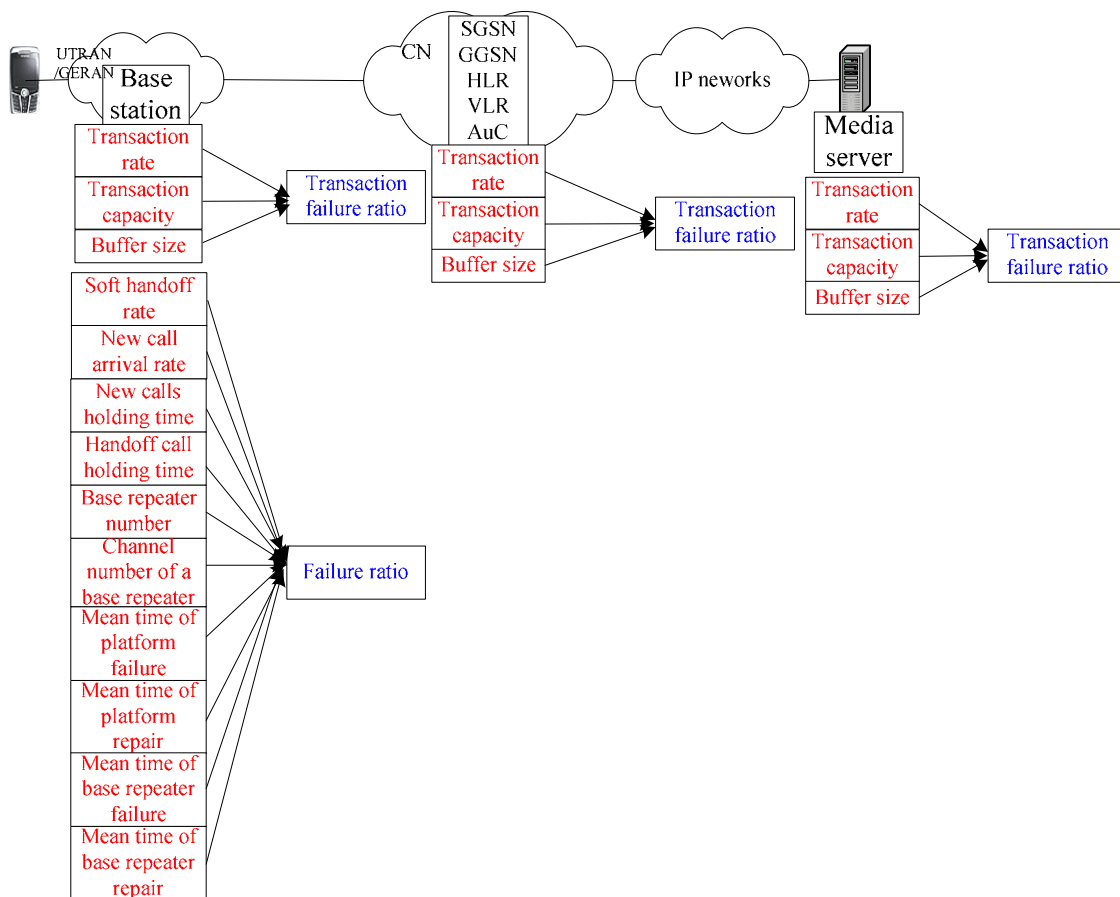 UTRAN
/GERAN
Base
station
CN
SGSN
GGSN
HLR
VLR
AuC
IP neworks
Media
server
Transaction
rate
Transaction
capacity
Buffer size
Transaction
failure ratio
Transaction
rate
Transaction
capacity
Buffer size
Transaction
failure ratio
Transaction
rate
Transaction
capacity
Buffer size
Transaction
failure ratio
Soft handoff
rate
New call
arrival rate
New calls
holding time
Handoff call
holding time
Base repeater
number
Channel
number of a
base repeater
Mean time of
platform
failure
Mean time of
platform
repair
Mean time of
base repeater
failure
Mean time of
base repeater
repair
Failure ratio